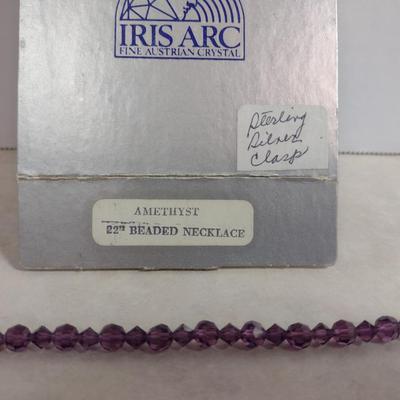 IRIS ARC
FINE AUSTRIAN CRYSTAL
Sterling
Silver
Clasp
AMETHYST
22" BEADED NECKLACE